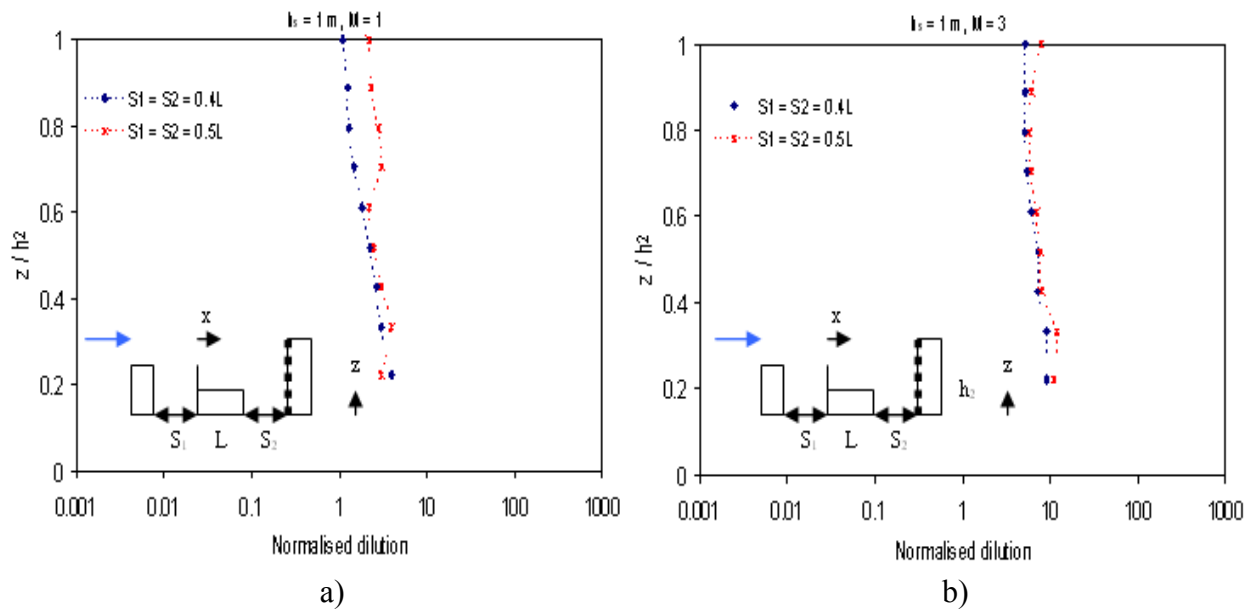 hs = 1 m , M = 1
1
0.8
0.6
0.4
0.2
0
z / h2
S1 = S2 = 0.4L
S1 = S2 = 0.5L
x
z
S1
L
S2
0.001
0.01
0.1
1
10
100
1000
Normalised dilution
a)
hs = 1 m , M = 3
1
0.8
0.6
0.4
0.2
0
z / h2
S1 = S2 = 0.4L
S1 = S2 = 0.5L
x
h2
z
S1
L
S2
0.001
0.01
0.1
1
10
100
1000
Normalised dilution
b)